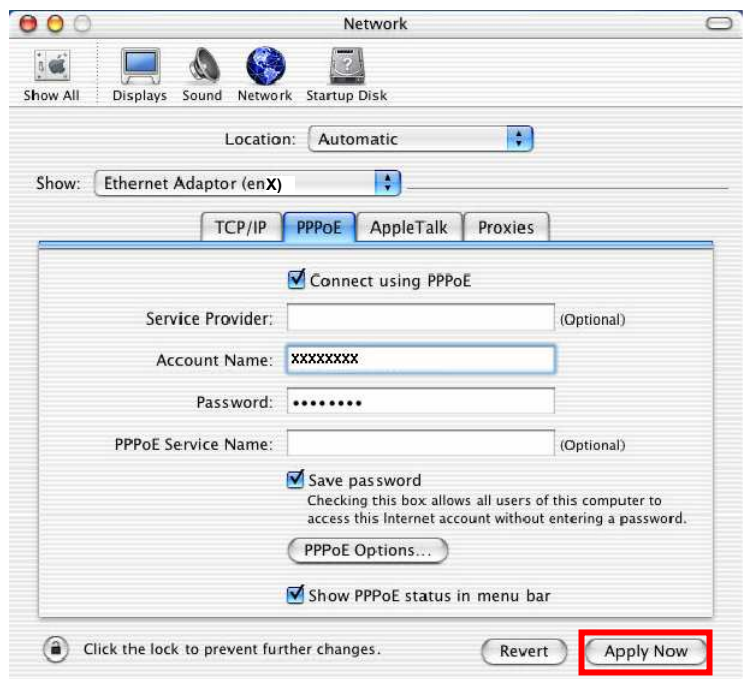 Network
Show All Displays Sound Network Startup Disk
Location: Automatic
Show: Ethernet Adaptor (enX)
TCP/IP PPPoE AppleTalk Proxies
Connect using PPPoE
Service Provider: (Optional)
Account Name: XXXXXXXX
Password: ••••••••
PPPoE Service Name: (Optional)
Save password
Checking this box allows all users of this computer to
access this Internet account without entering a password.
PPPoE Options...
Show PPPoE status in menu bar
Click the lock to prevent further changes. Revert Apply Now